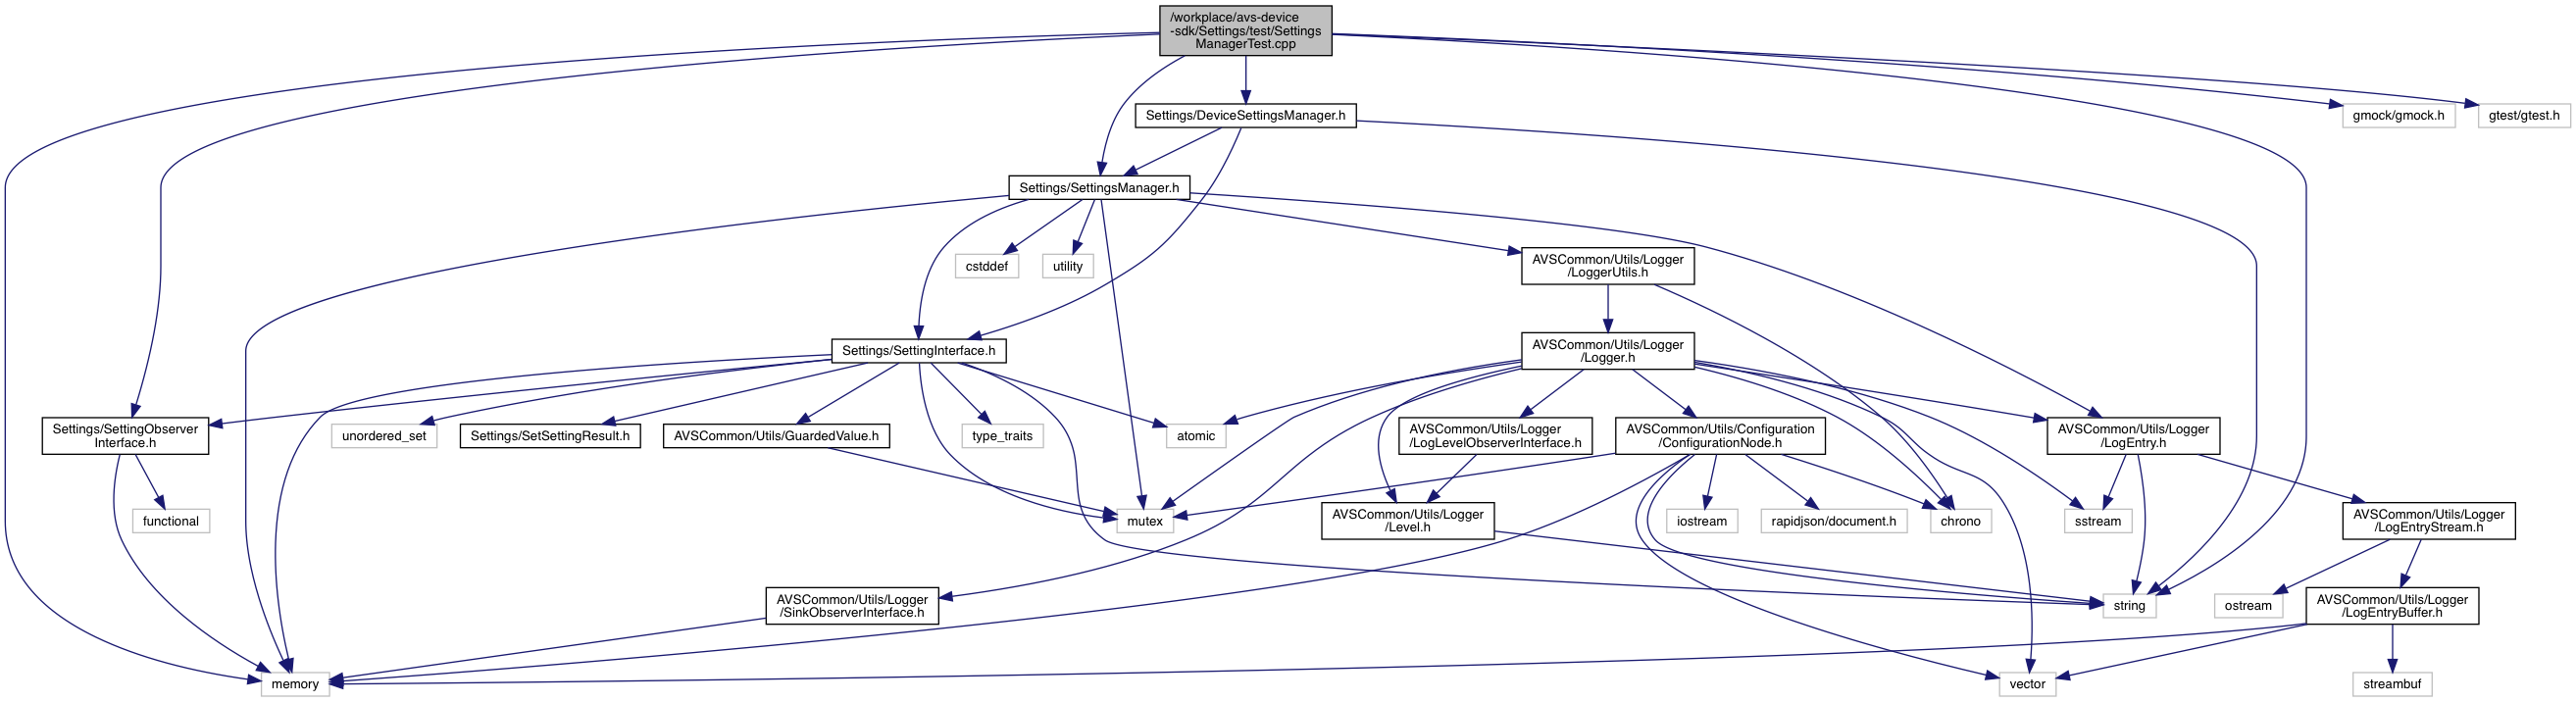 /workplace/avs-device
-sdk/Settings/test/Settings
ManagerTest.cpp
Settings/DeviceSettingsManager.h
gmock/gmock.h
gtest/gtest.h
Settings/SettingsManager.h
cstddef
utility
AVSCommon/Utils/Logger
/LoggerUtils.h
Settings/SettingInterface.h
AVSCommon/Utils/Logger
/Logger.h
Settings/SettingObserver
Interface.h
unordered_set
Settings/SetSettingResult.h
AVSCommon/Utils/GuardedValue.h
type_traits
atomic
AVSCommon/Utils/Logger
/LogLevelObserverInterface.h
AVSCommon/Utils/Configuration
/ConfigurationNode.h
AVSCommon/Utils/Logger
/LogEntry.h
functional
mutex
AVSCommon/Utils/Logger
/Level.h
iostream
rapidjson/document.h
chrono
sstream
AVSCommon/Utils/Logger
/LogEntryStream.h
AVSCommon/Utils/Logger
/SinkObserverInterface.h
string
ostream
AVSCommon/Utils/Logger
/LogEntryBuffer.h
memory
vector
streambuf